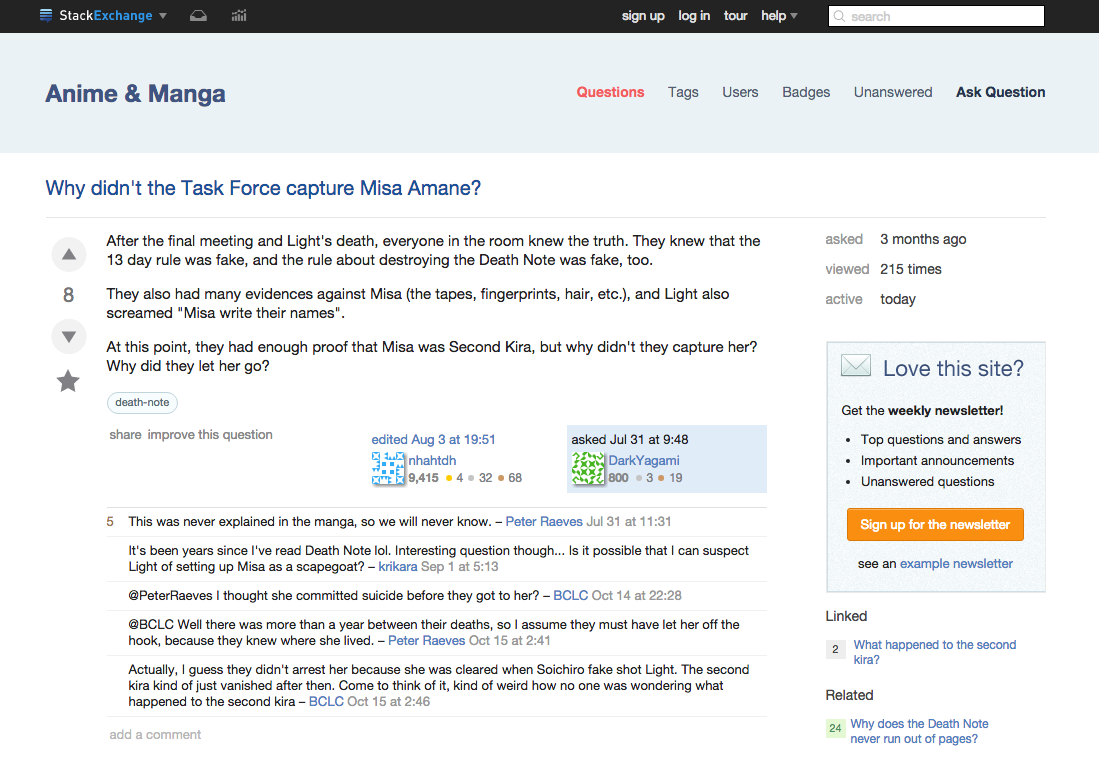 StackExchange
sign up log in tour help
search
Anime & Manga
Questions Tags Users Badges Unanswered Ask Question
Why didn't the Task Force capture Misa Amane?
After the final meeting and Light's death, everyone in the room knew the truth. They knew that the
13 day rule was fake, and the rule about destroying the Death Note was fake, too.
8
They also had many evidences against Misa (the tapes, fingerprints, hair, etc.), and Light also
screamed "Misa write their names".
At this point, they had enough proof that Misa was Second Kira, but why didn't they capture her?
Why did they let her go?
death-note
share improve this question
edited Aug 3 at 19:51
nhahtdh
9,415 4 32 68
asked Jul 31 at 9:48
DarkYagami
800 3 19
5 This was never explained in the manga, so we will never know. – Peter Raeves Jul 31 at 11:31
It's been years since I've read Death Note lol. Interesting question though... Is it possible that I can suspect
Light of setting up Misa as a scapegoat? – krikara Sep 1 at 5:13
@PeterRaeves I thought she committed suicide before they got to her? – BCLC Oct 14 at 22:28
@BCLC Well there was more than a year between their deaths, so I assume they must have let her off the
hook, because they knew where she lived. – Peter Raeves Oct 15 at 2:41
Actually, I guess they didn't arrest her because she was cleared when Soichiro fake shot Light. The second
kira kind of just vanished after then. Come to think of it, kind of weird how no one was wondering what
happened to the second kira – BCLC Oct 15 at 2:46
add a comment
asked 3 months ago
viewed 215 times
active today
Love this site?
Get the weekly newsletter!
• Top questions and answers
• Important announcements
• Unanswered questions
Sign up for the newsletter
see an example newsletter
Linked
2 What happened to the second
kira?
Related
24 Why does the Death Note
never run out of pages?